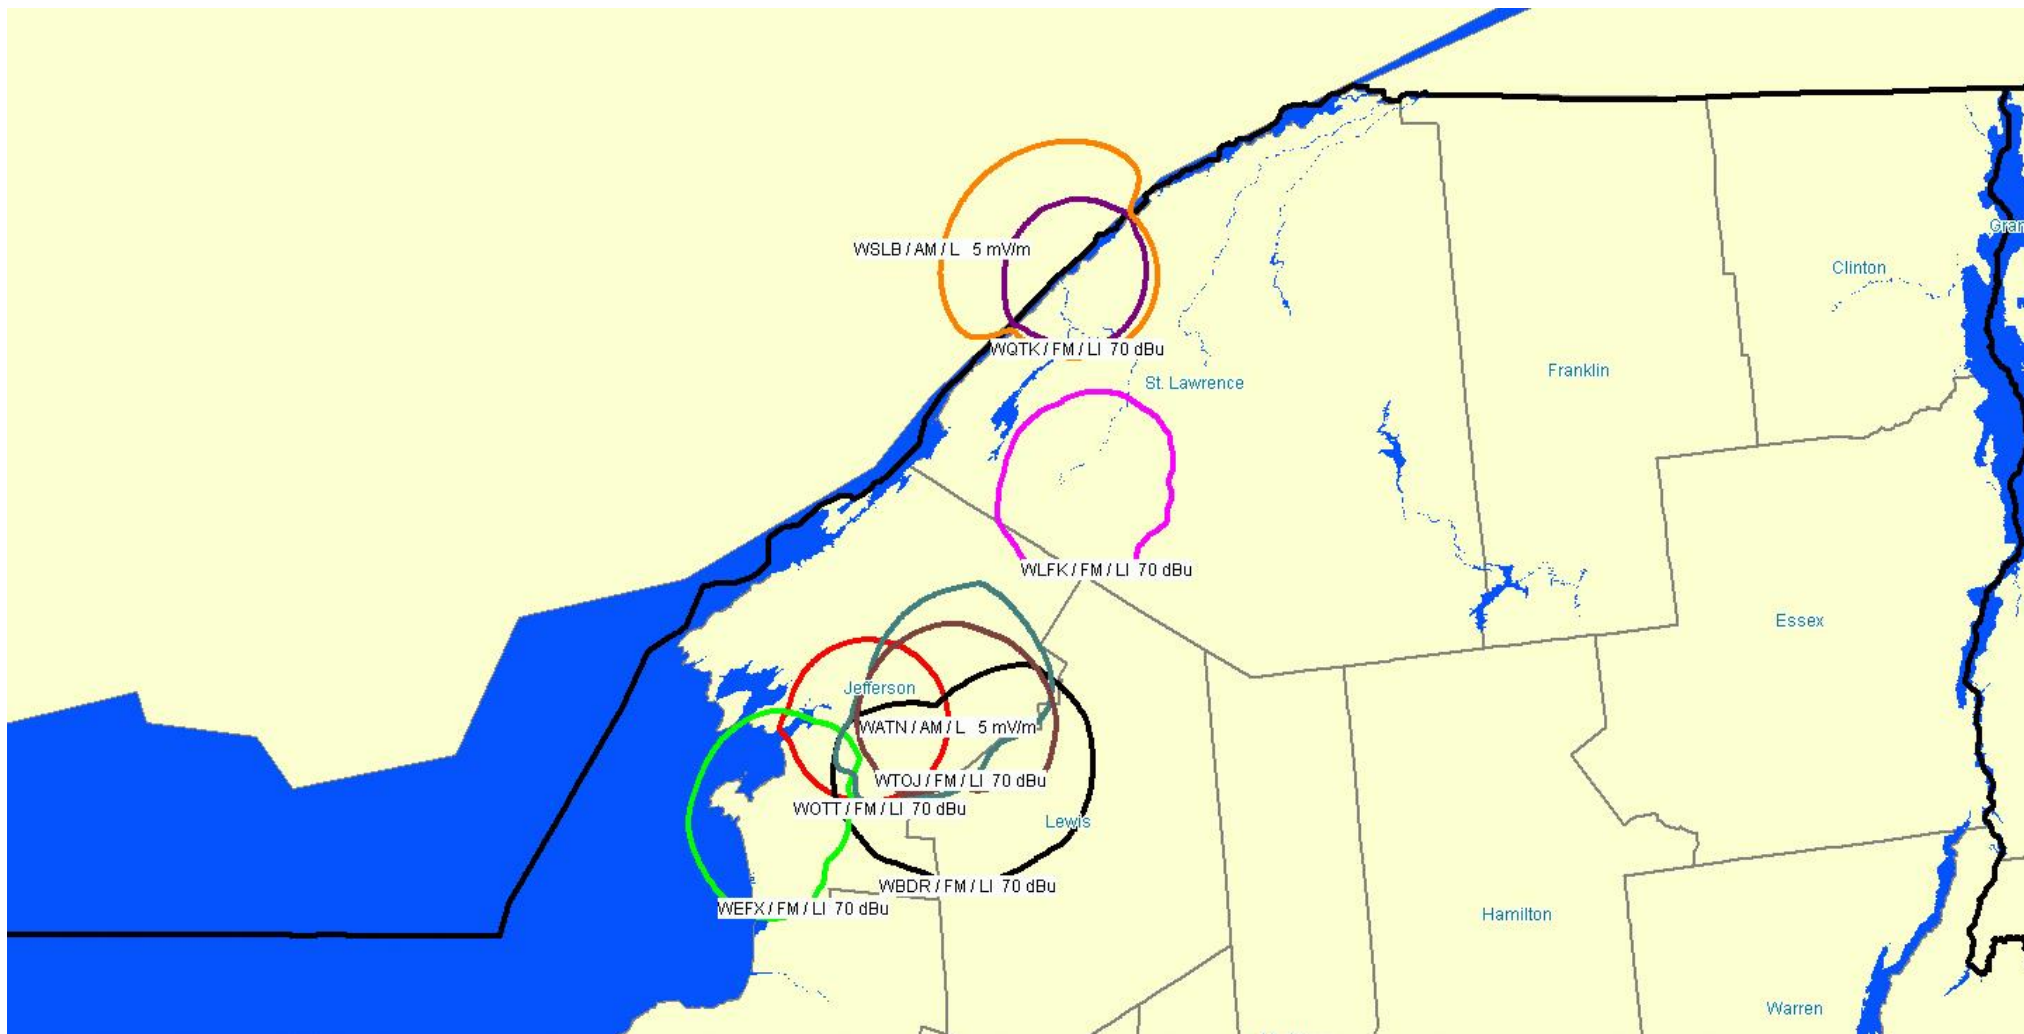 Gran
WSLB / AM / L 5 mV/m
Clinton
WQTK / FM / LI 70 dBu
Franklin
St. Lawrence
WLFK / FM / LI 70 dBu
Essex
Jefferson
WATN / AM / L 5 mV/m
WTOJ / FM / LI 70 dBu
WOTT / FM / LI 70 dBu
Lewis
WBDR / FM / LI 70 dBu
WEFX / FM / LI 70 dBu
Hamilton
Warren